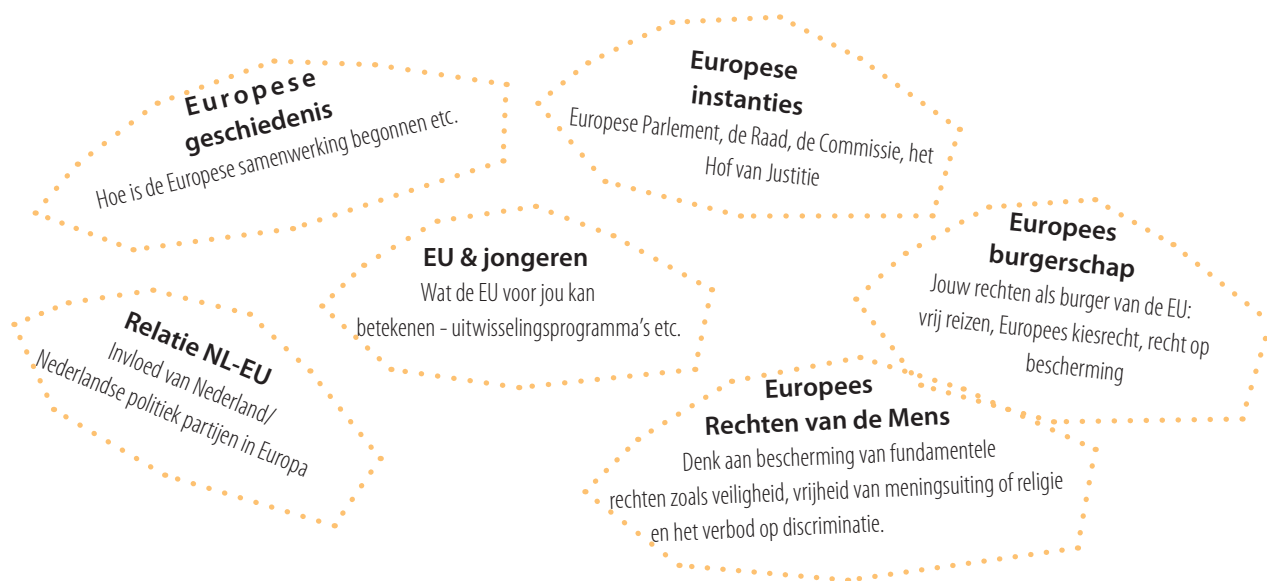 Europese
geschiedenis
Hoe is de Europese samenwerking begonnen etc.
Europese
instanties
Europese Parlement, de Raad, de Commissie, het
Hof van Justitie
EU & jongeren
Wat de EU voor jou kan
betekenen - uitwisselingsprogramma's etc.
Europees
burgerschap
Jouw rechten als burger van de EU:
vrij reizen, Europees kiesrecht, recht op
bescherming
Relatie NL-EU
Invloed van Nederland/
Nederlandse politiek partijen in Europa
Europees
Rechten van de Mens
Denk aan bescherming van fundamentele
rechten zoals veiligheid, vrijheid van meningsuiting of religie
en het verbod op discriminatie.